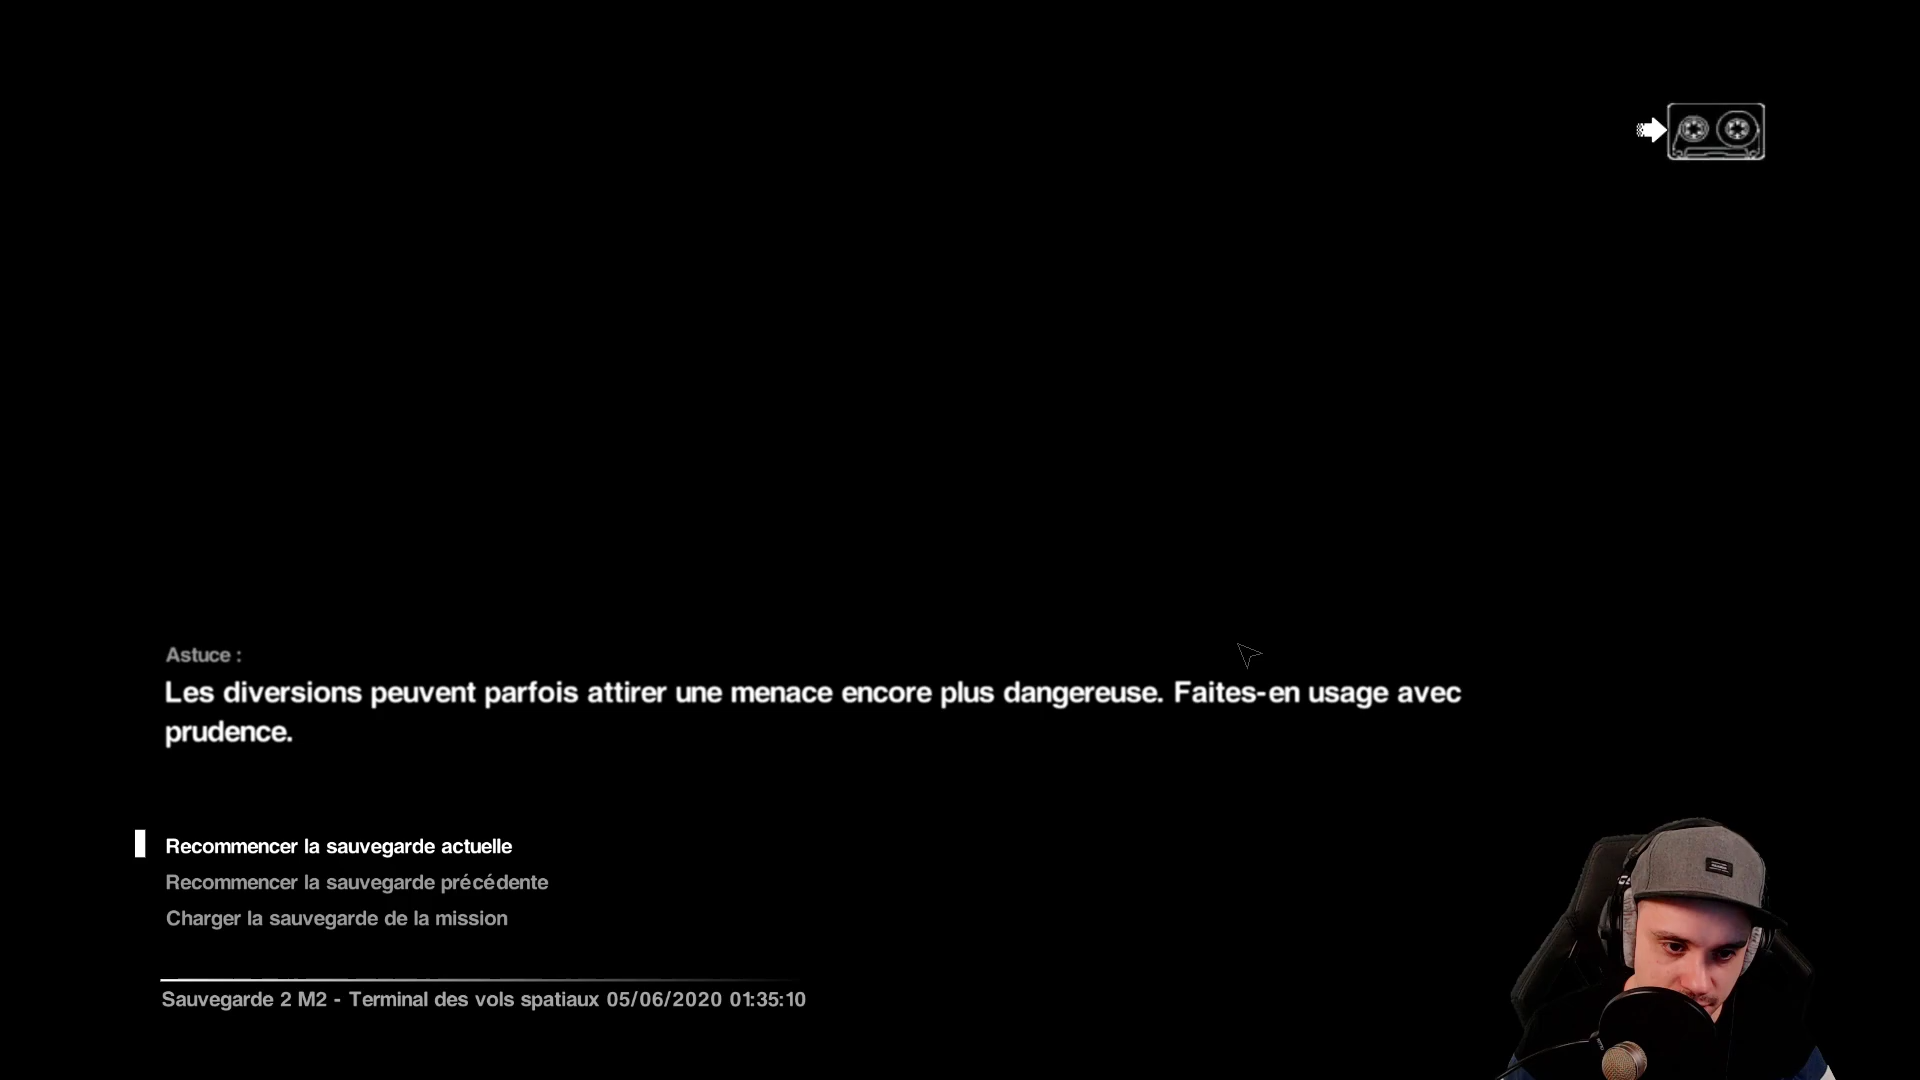 Astuce :
Les diversions peuvent parfois attirer une menace encore plus dangereuse. Faites-en usage avec
prudence.
Recommencer la sauvegarde actuelle
Recommencer la sauvegarde précédente
Charger la sauvegarde de la mission
Sauvegarde 2 M2 - Terminal des vols spatiaux 05/06/2020 01:35:10